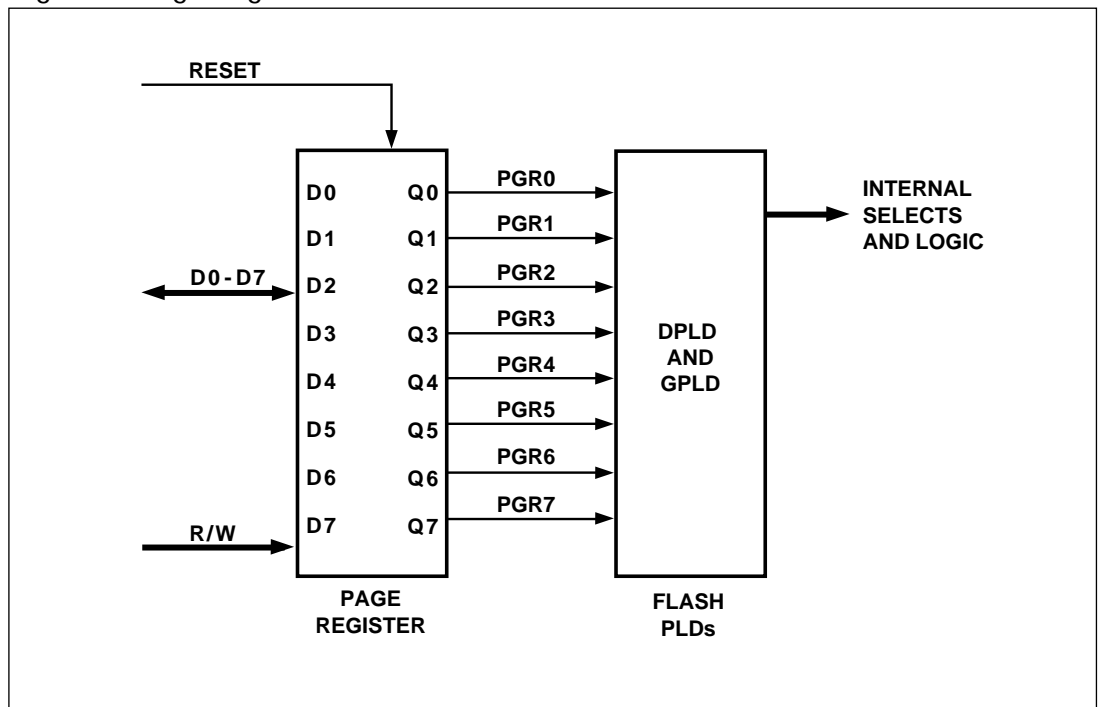 RESET
D0-D7
R/W
D0 Q0
D1 Q1
D2 Q2
D3 Q3
D4 Q4
D5 Q5
D6 Q6
D7 Q7
PAGE
REGISTER
PGR0
PGR1
PGR2
PGR3
PGR4
PGR5
PGR6
PGR7
DPLD
AND
GPLD
FLASH
PLDs
INTERNAL
SELECTS
AND LOGIC